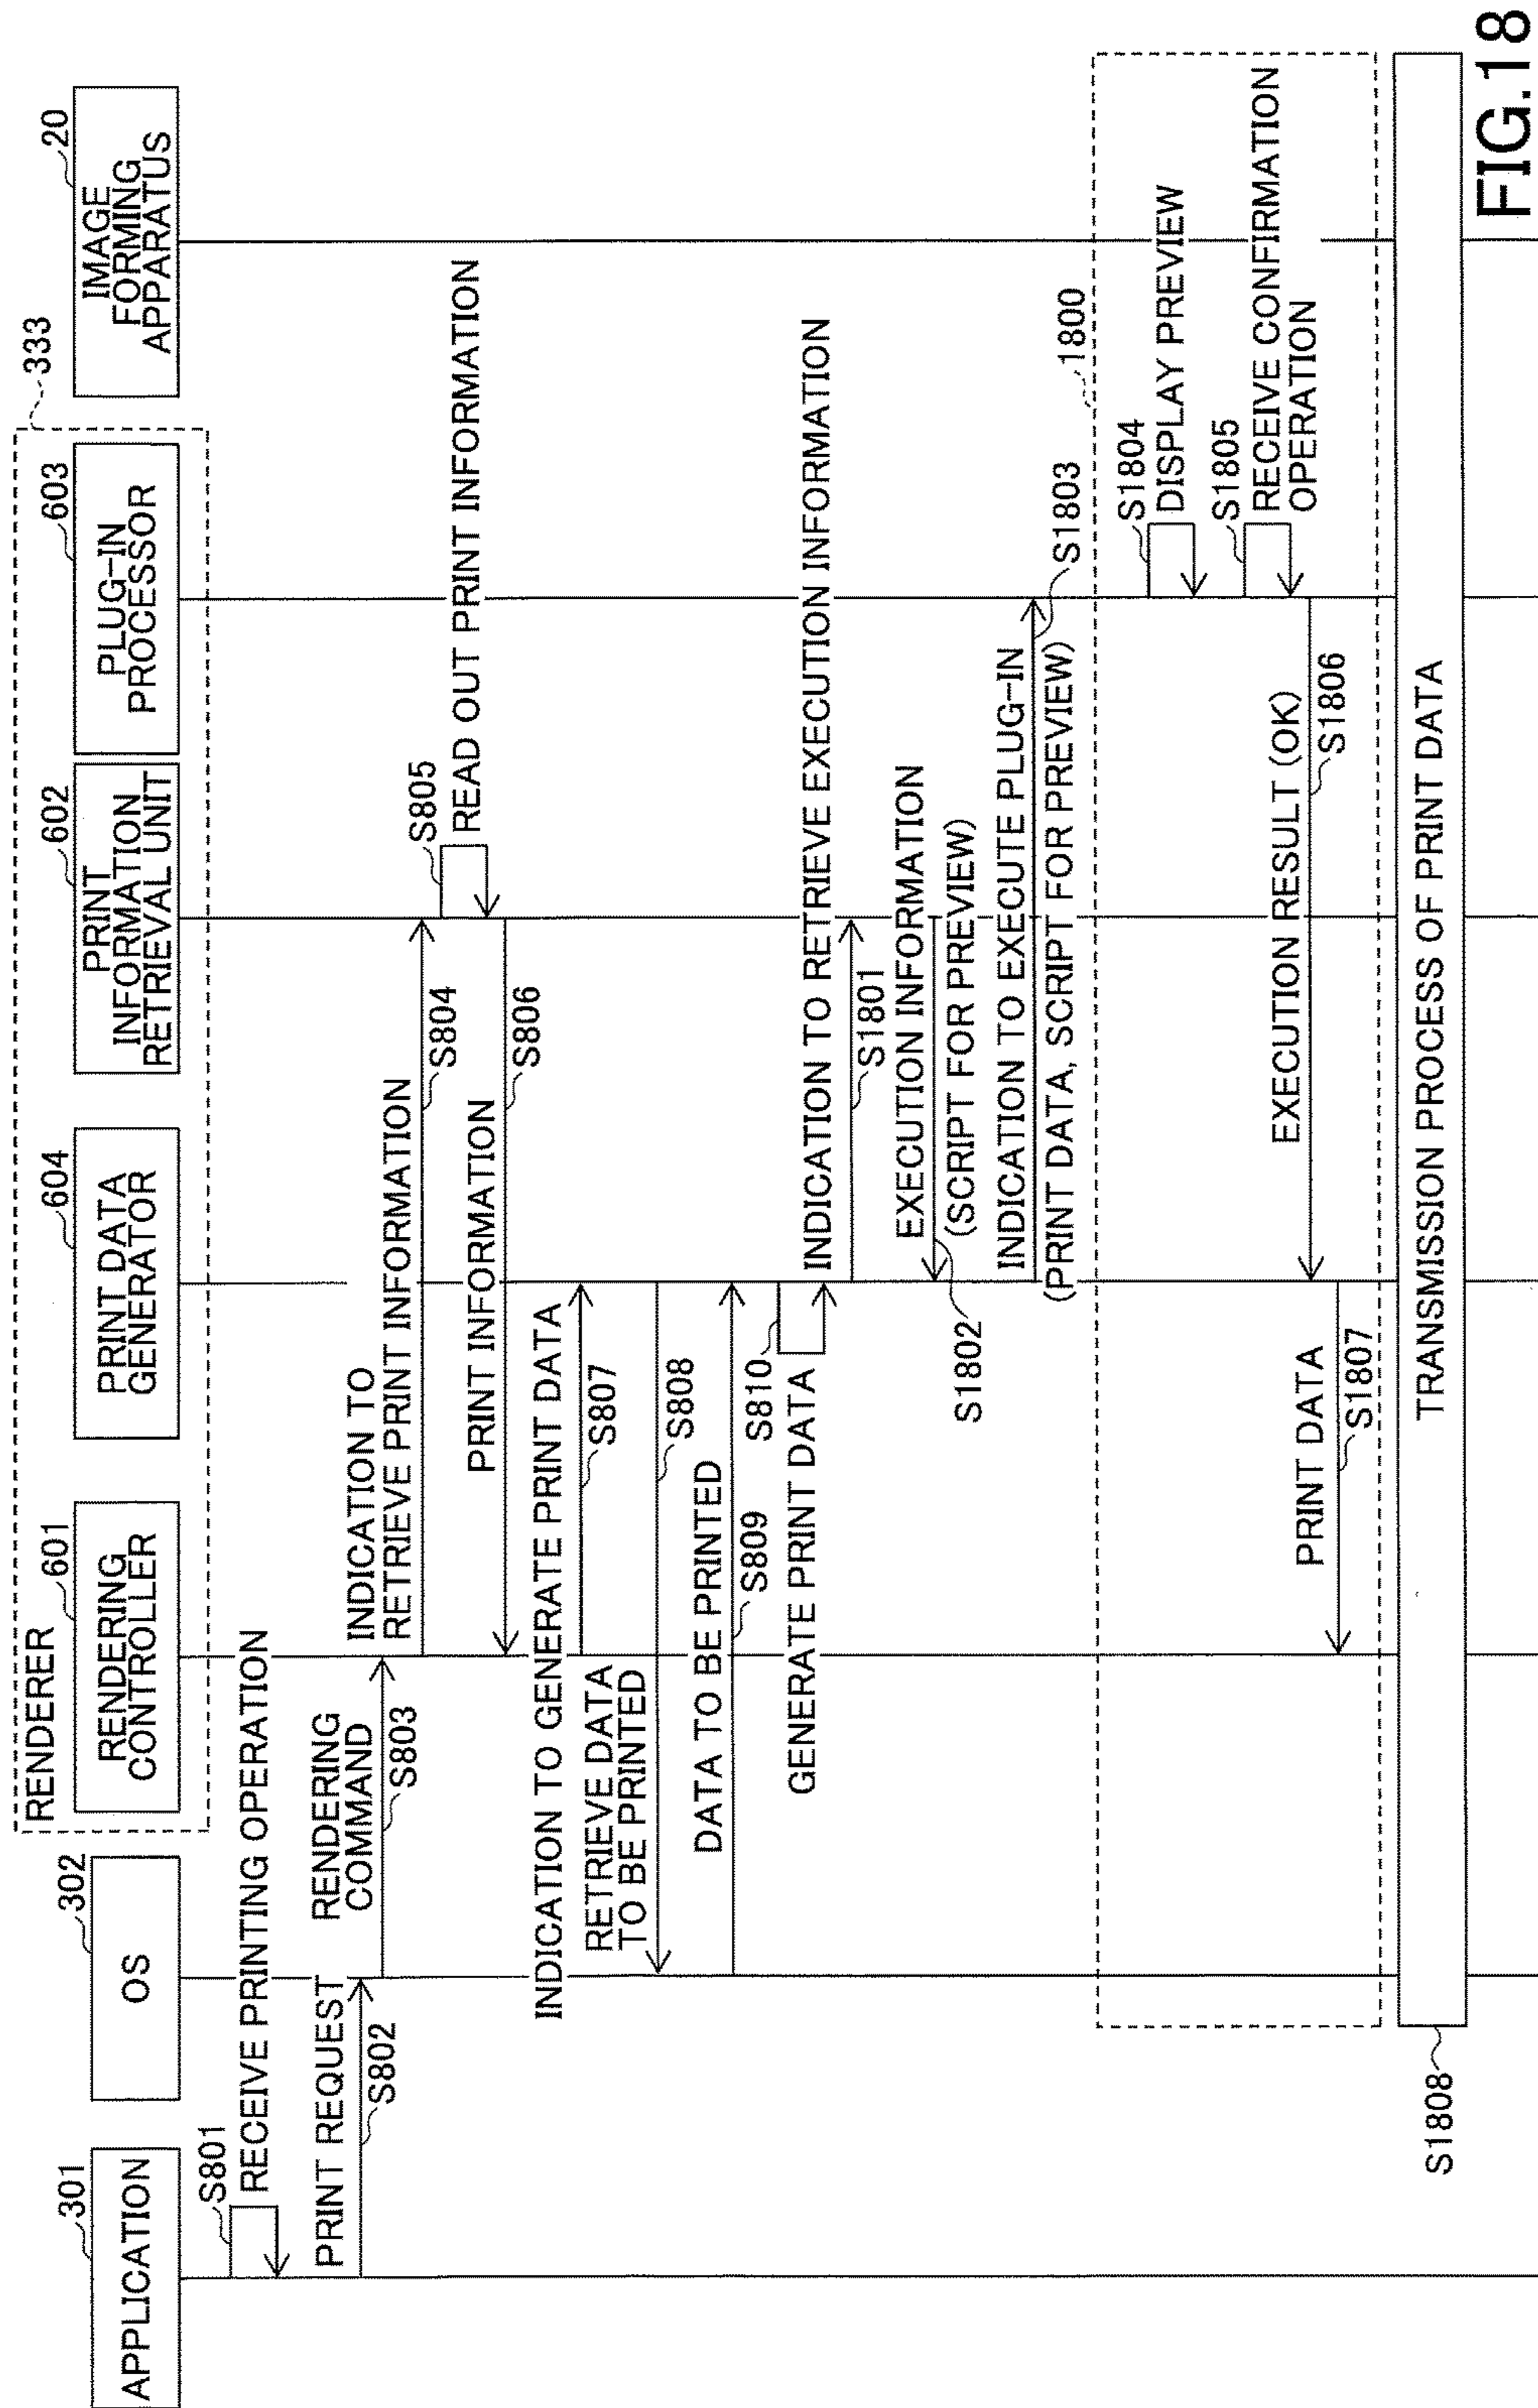 301
APPLICATION
302
OS
RENDERER
333
601
RENDERING
CONTROLLER
604
PRINT DATA
GENERATOR
602
PRINT
INFORMATION
RETRIEVAL UNIT
603
PLUG-IN
PROCESSOR
20
IMAGE
FORMING
APPARATUS
S801
RECEIVE PRINTING OPERATION
PRINT REQUEST
S802
RENDERING
COMMAND
S803
INDICATION TO
RETRIEVE PRINT INFORMATION
S804
S805
READ OUT PRINT INFORMATION
PRINT INFORMATION
S806
INDICATION TO GENERATE PRINT DATA
S807
RETRIEVE DATA
TO BE PRINTED
S808
DATA TO BE PRINTED
S809
S810
GENERATE PRINT DATA
INDICATION TO RETRIEVE EXECUTION INFORMATION
S1801
EXECUTION INFORMATION
(SCRIPT FOR PREVIEW)
S1802
INDICATION TO EXECUTE PLUG-IN
(PRINT DATA, SCRIPT FOR PREVIEW)
S1803
1800
S1804
DISPLAY PREVIEW
S1805
RECEIVE CONFIRMATION
OPERATION
EXECUTION RESULT (OK)
S1806
PRINT DATA
S1807
S1808
TRANSMISSION PROCESS OF PRINT DATA
FIG.18